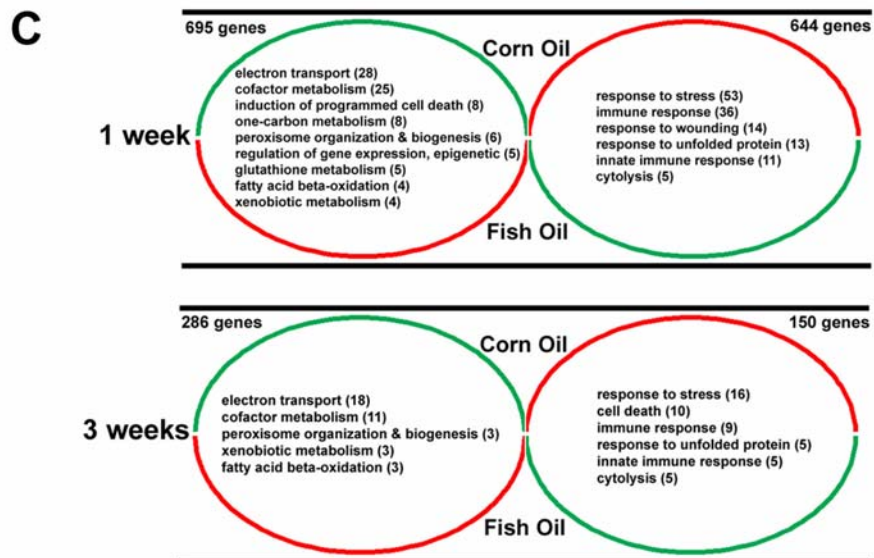 C
695 genes
644 genes
Corn Oil
1 week
electron transport (28)
cofactor metabolism (25)
induction of programmed cell death (8)
one-carbon metabolism (8)
peroxisome organization & biogenesis (6)
regulation of gene expression, epigenetic (5)
glutathione metabolism (5)
fatty acid beta-oxidation (4)
xenobiotic metabolism (4)
response to stress (53)
immune response (36)
response to wounding (14)
response to unfolded protein (13)
innate immune response (11)
cytolysis (5)
Fish Oil
286 genes
150 genes
Corn Oil
3 weeks
electron transport (18)
cofactor metabolism (11)
peroxisome organization & biogenesis (3)
xenobiotic metabolism (3)
fatty acid beta-oxidation (3)
response to stress (16)
cell death (10)
immune response (9)
response to unfolded protein (5)
innate immune response (5)
cytolysis (5)
Fish Oil